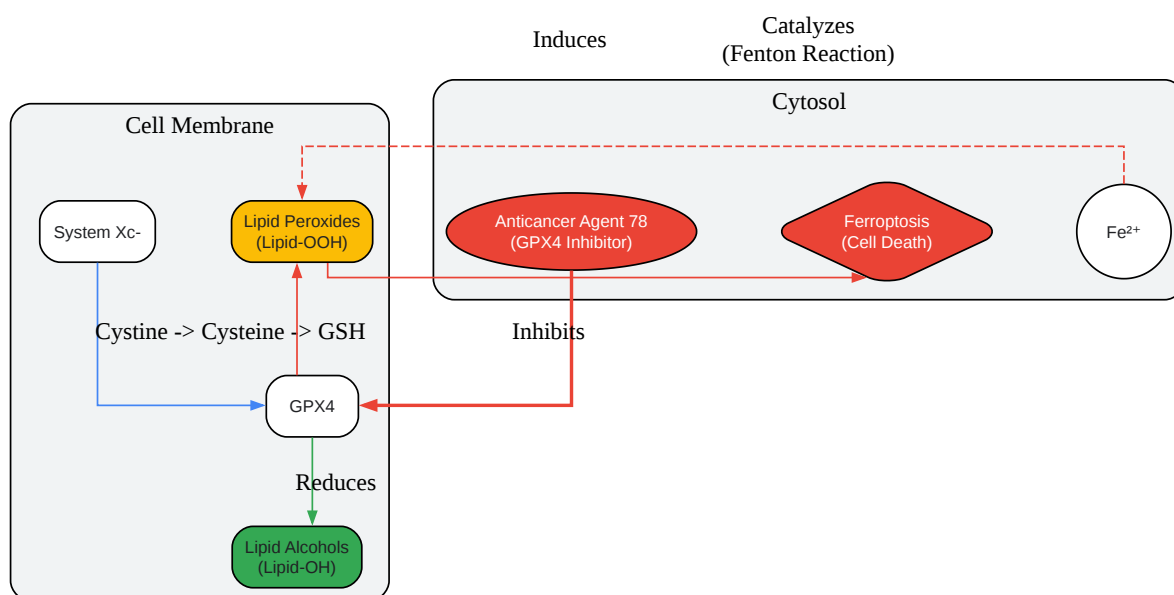 Induces
Catalyzes
(Fenton Reaction)
Cytosol
Cell Membrane
System Xc-
Lipid Peroxides
(Lipid-OOH)
Anticancer Agent 78
(GPX4 Inhibitor)
Ferroptosis
(Cell Death)
Fe²⁺
Cystine -> Cysteine -> GSH
Inhibits
GPX4
Reduces
Lipid Alcohols
(Lipid-OH)